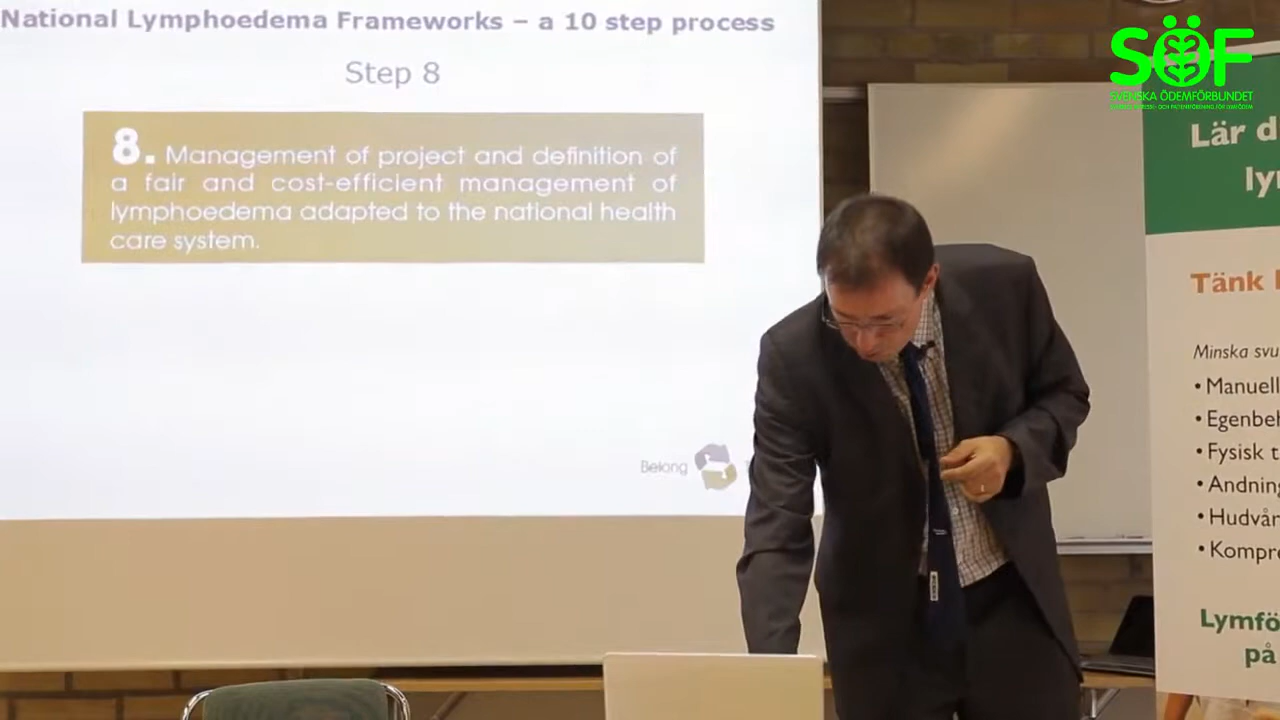 National Lymphoedema Frameworks – a 10 step process
Step 8
8. Management of project and definition of
a fair and cost-efficient management of
lymphoedema adapted to the national health
care system.
Belong
SÖF
SVENSKA ÖDEMFÖRBUNDET
Lär d
ly
Tänk
Minska svu
• Manuell
• Egenbeh
• Fysisk t
• Andning
• Hudvår
• Kompre
Lymfö
på